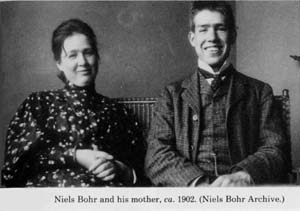 Niels Bohr and his mother, ca. 1902. (Niels Bohr Archive.)